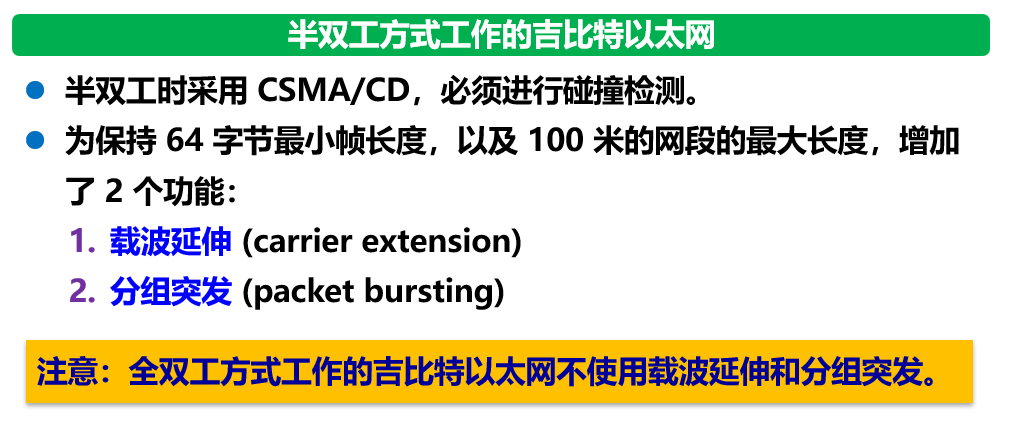 半双工方式工作的吉比特以太网
半双工时采用 CSMA/CD，必须进行碰撞检测。
为保持 64 字节最小帧长度，以及 100 米的网段的最大长度，增加
了 2 个功能：
1. 载波延伸 (carrier extension)
2. 分组突发 (packet bursting)
注意：全双工方式工作的吉比特以太网不使用载波延伸和分组突发。